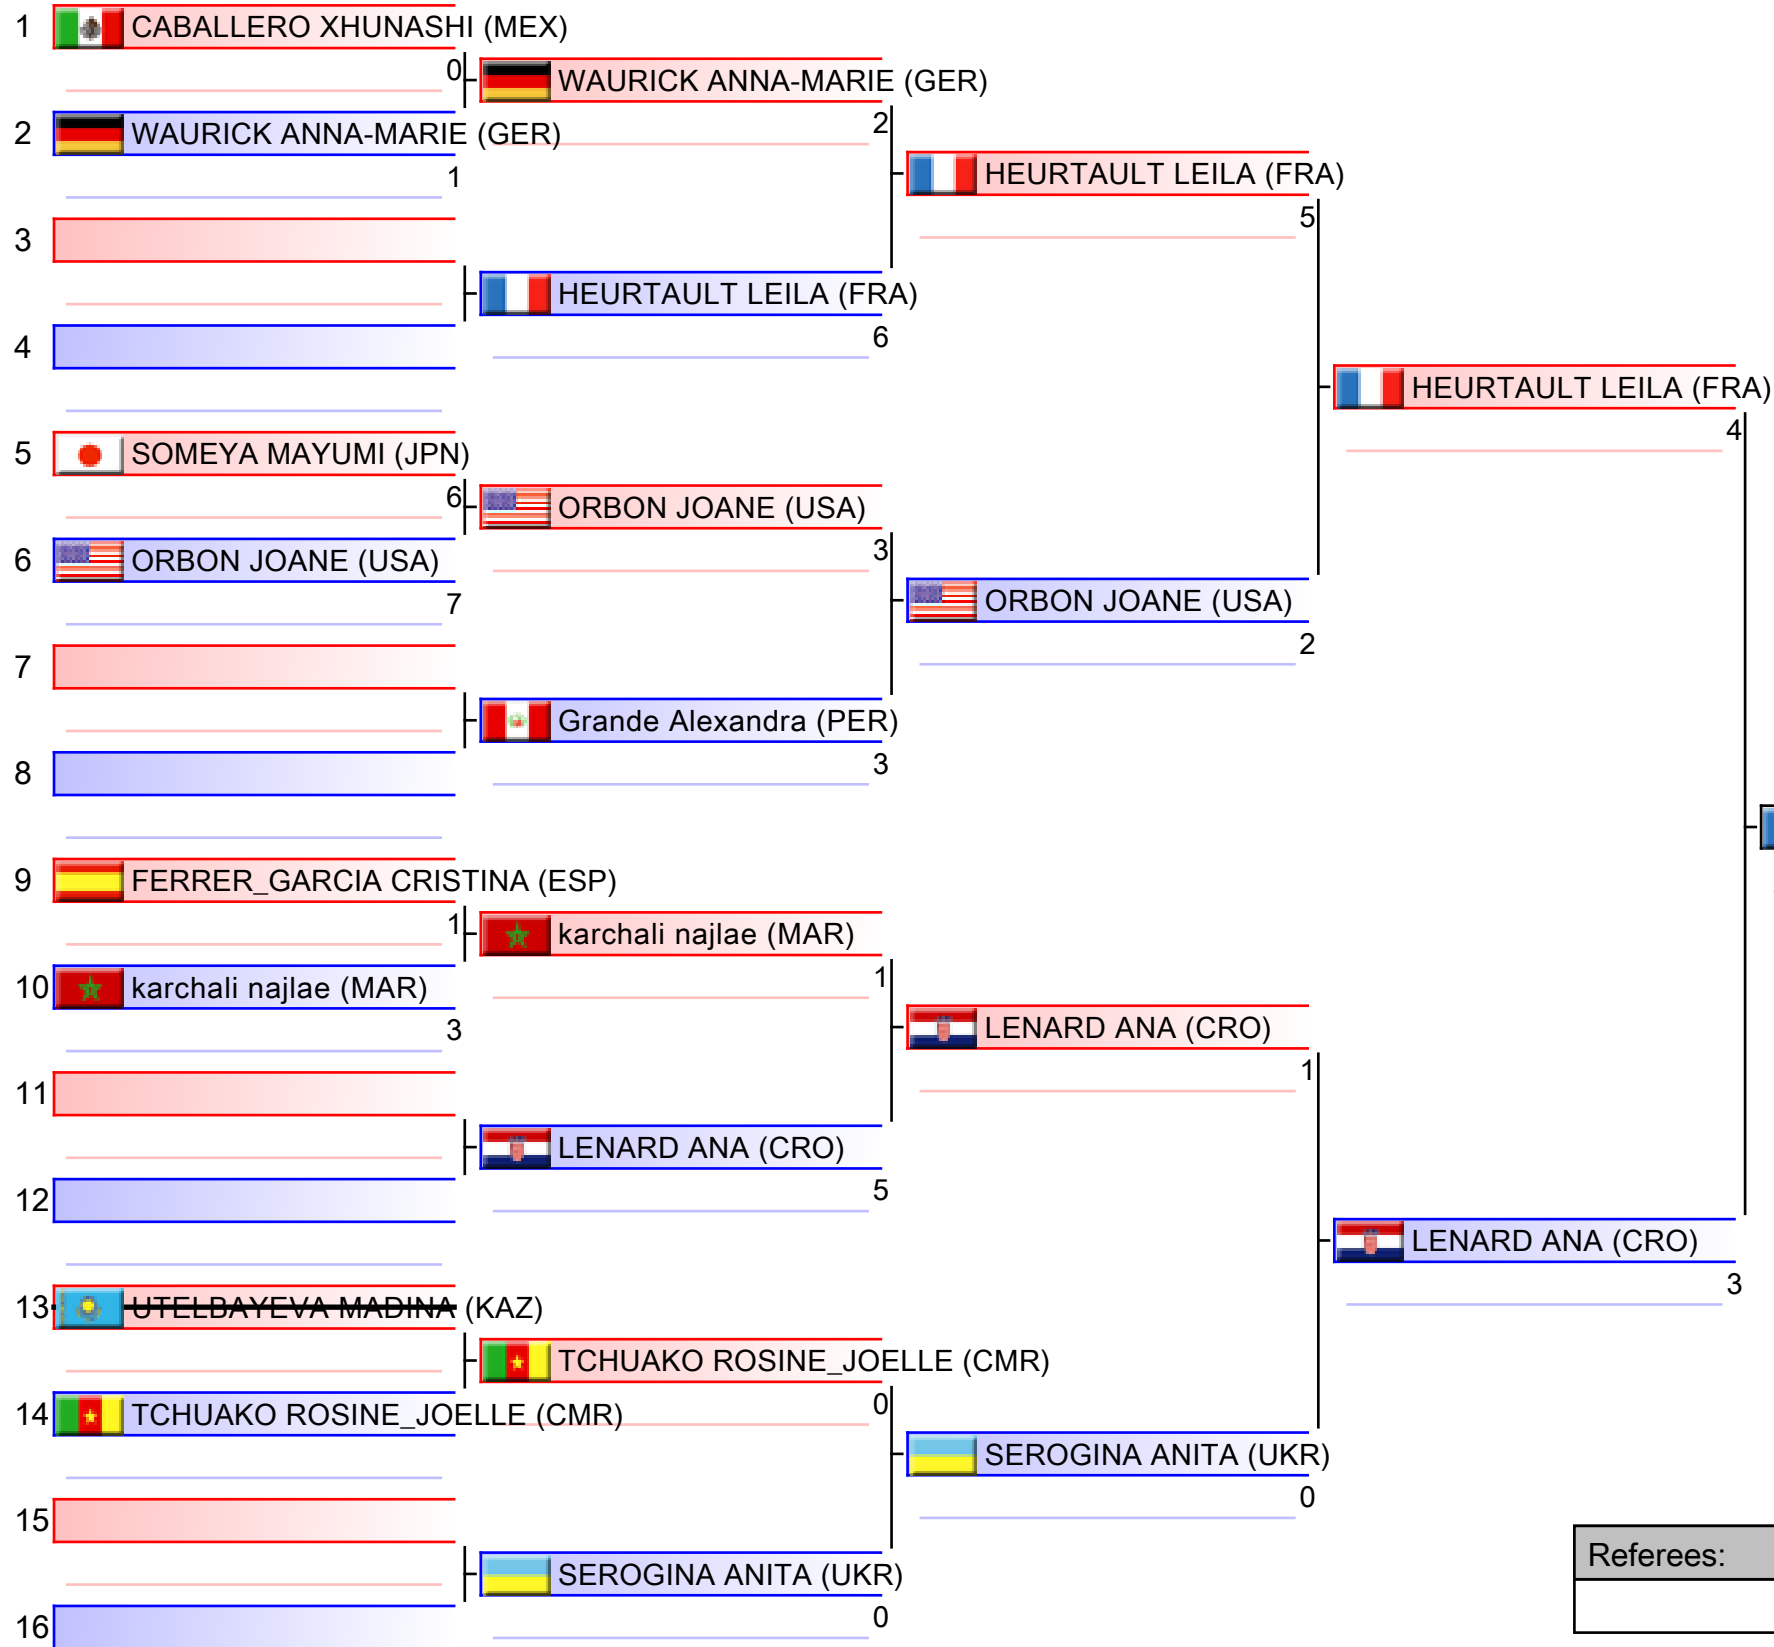 1 CABALLERO XHUNASHI (MEX)
0
WAURICK ANNA-MARIE (GER)
2
2 WAURICK ANNA-MARIE (GER)
1
HEURTAULT LEILA (FRA)
5
3
HEURTAULT LEILA (FRA)
6
4
HEURTAULT LEILA (FRA)
4
5 SOMEYA MAYUMI (JPN)
6
ORBON JOANE (USA)
3
6 ORBON JOANE (USA)
7
ORBON JOANE (USA)
2
7
Grande Alexandra (PER)
3
8
9 FERRER_GARCIA CRISTINA (ESP)
1
karchali najlae (MAR)
1
10 karchali najlae (MAR)
3
LENARD ANA (CRO)
1
11
LENARD ANA (CRO)
5
12
LENARD ANA (CRO)
3
13 UTELBAYEVA MADINA (KAZ)
TCHUAKO ROSINE_JOELLE (CMR)
0
14 TCHUAKO ROSINE_JOELLE (CMR)
SEROGINA ANITA (UKR)
0
15
SEROGINA ANITA (UKR)
0
16
Referees: